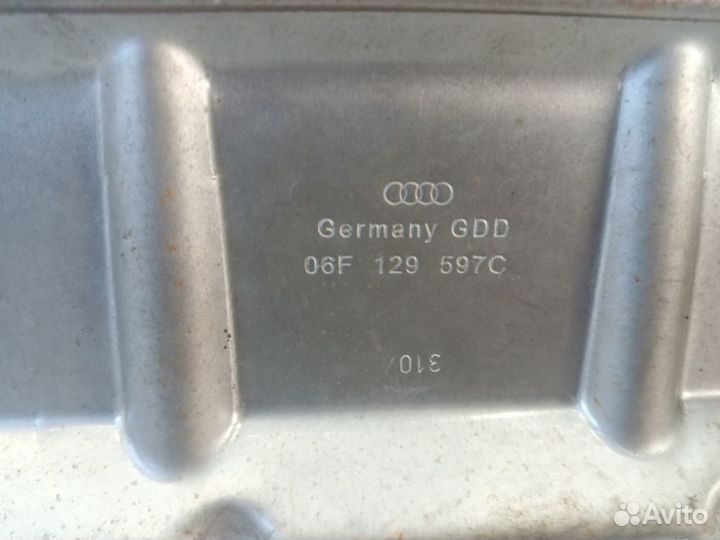 Germany GDD
06F 129 597C
310
Avito